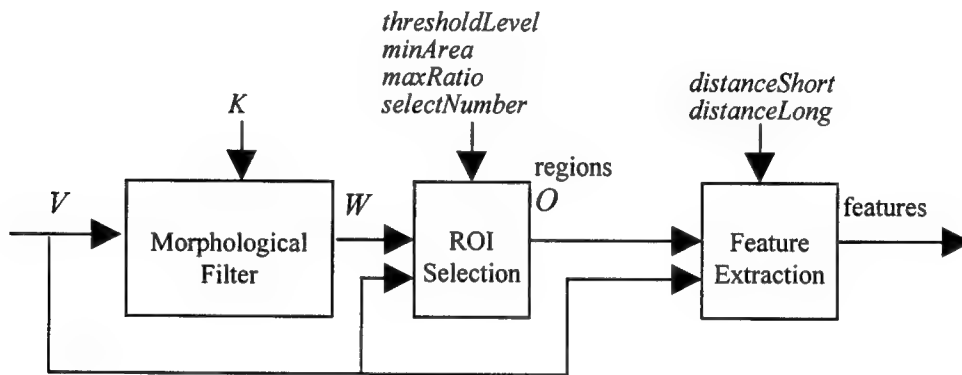 thresholdLevel
minArea
maxRatio
selectNumber
distanceShort
distanceLong
K
regions
V
W
O
features
Morphological
Filter
ROI
Selection
Feature
Extraction